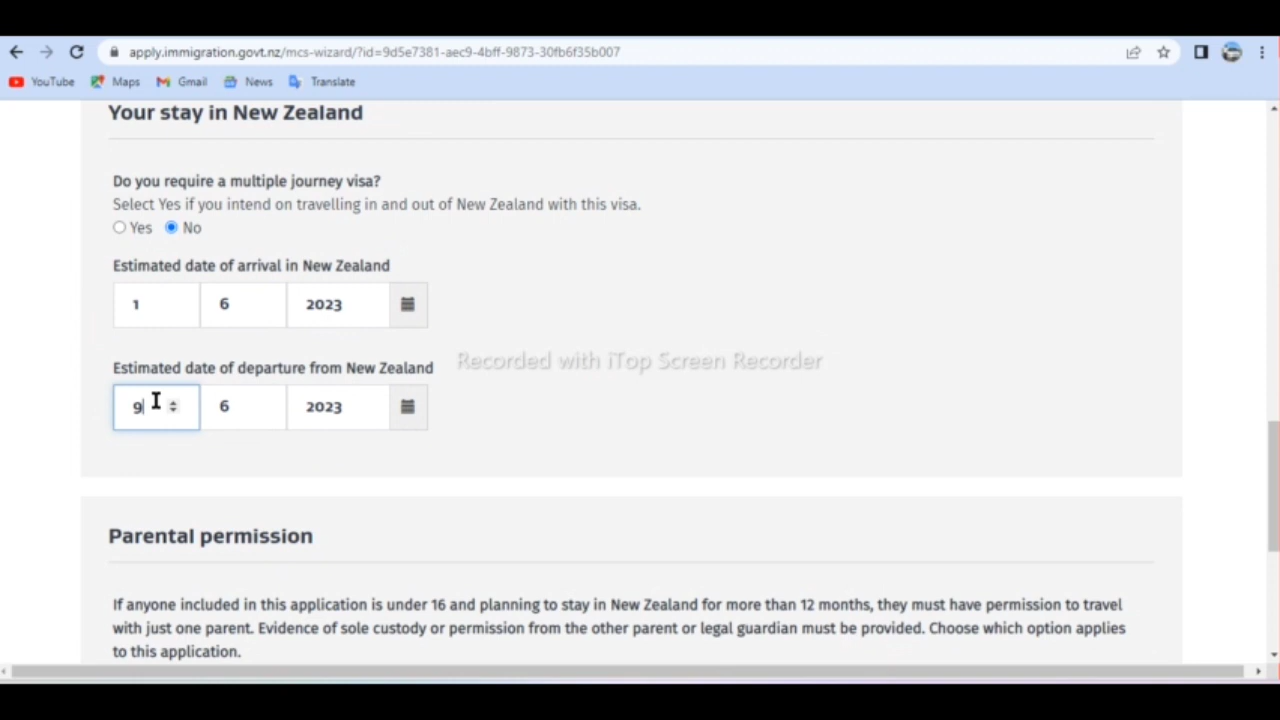 apply.immigration.govt.nz/mcs-wizard/?id=9d5e7381-aec9-4bff-9873-30fb6f35b007
YouTube Maps Gmail News Translate
Your stay in New Zealand
Do you require a multiple journey visa?
Select Yes if you intend on travelling in and out of New Zealand with this visa.
Yes No
Estimated date of arrival in New Zealand
1 6 2023
Estimated date of departure from New Zealand
Recorded with iTop Screen Recorder
9 6 2023
Parental permission
If anyone included in this application is under 16 and planning to stay in New Zealand for more than 12 months, they must have permission to travel
with just one parent. Evidence of sole custody or permission from the other parent or legal guardian must be provided. Choose which option applies
to this application.